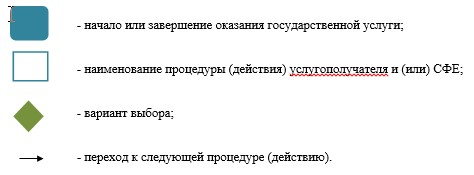 - начало или завершение оказания государственной услуги;
- наименование процедуры (действия) услугополучателя и (или) СФЕ;
- вариант выбора;
- переход к следующей процедуре (действию).